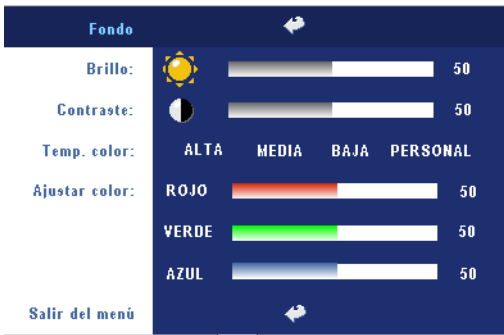 Fondo
Brillo: 50
Contraste: 50
Temp. color: ALTA MEDIA BAJA PERSONAL
Ajustar color: ROJO 50
VERDE 50
AZUL 50
Salir del menú